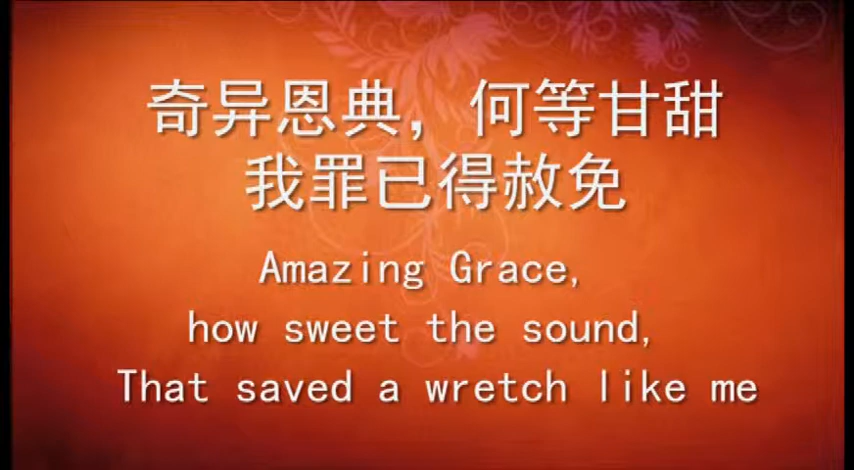 奇异恩典，何等甘甜
我罪已得赦免
Amazing Grace,
how sweet the sound,
That saved a wretch like me